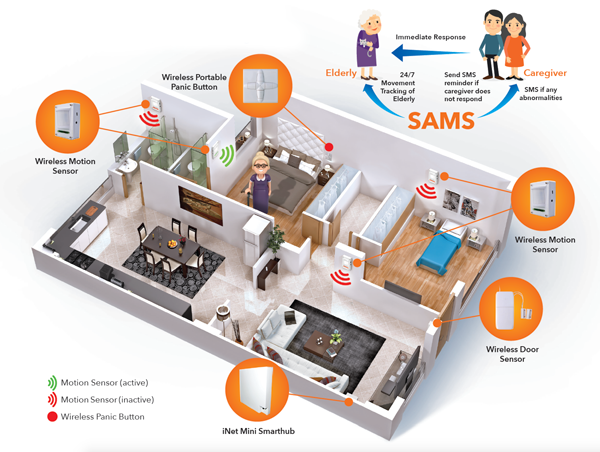 Immediate Response
Elderly
24/7
Movement
Tracking of
Elderly
Send SMS
reminder if
caregiver does
not respond
Caregiver
SMS if any
abnormalities
SAMS
Wireless Portable
Panic Button
Wireless Motion
Sensor
Wireless Motion
Sensor
Wireless Door
Sensor
iNet Mini Smarthub
Motion Sensor (active)
Motion Sensor (inactive)
Wireless Panic Button